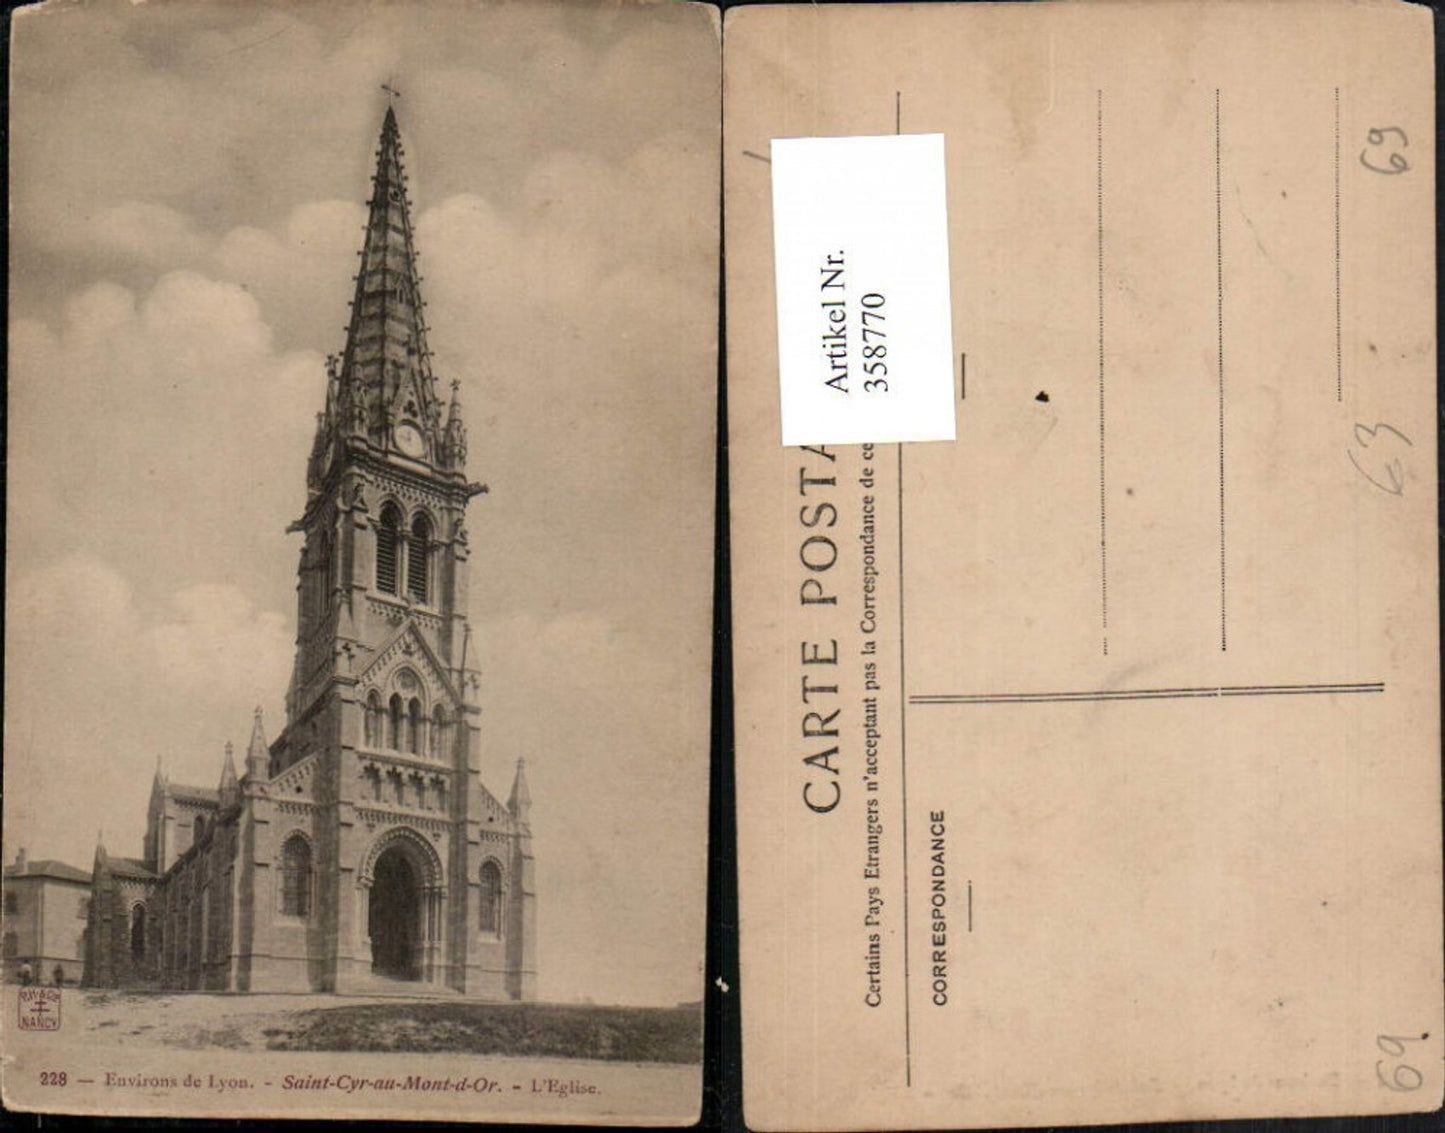 228 — Environs de Lyon. - Saint-Cyr-au-Mont-d-Or. - L'Eglise.
NANCY
Artikel Nr.
358770
CARTE POSTA
Certains Pays Etrangers n'acceptant pas la Correspondance de ce
CORRESPONDANCE
69
63
69